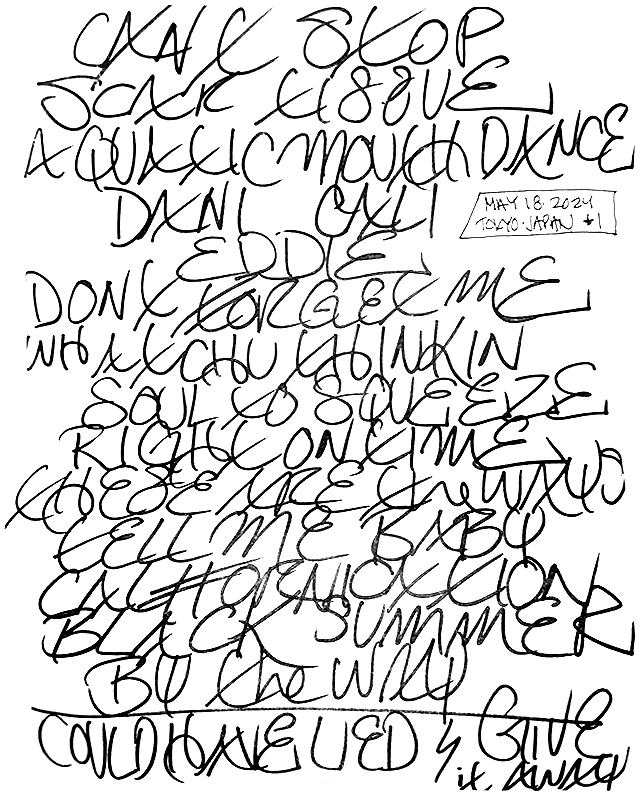 CAN'T STOP
SCAR TISSUE
AQUATIC MOUTH DANCE
DANI CALI
MAY 18·2024
TOKYO·JAPAN #1
EDDIE
DON'T FORGET ME
WHATCHU THINKIN
SOUL TO SQUEEZE
RIGHT ON TIME
THESE ARE the WAYS
TELL ME BABY
CALIFORNICATION
BLACK SUMMER
BY the WAY
COULD HAVE LIED & GIVE
it AWAY